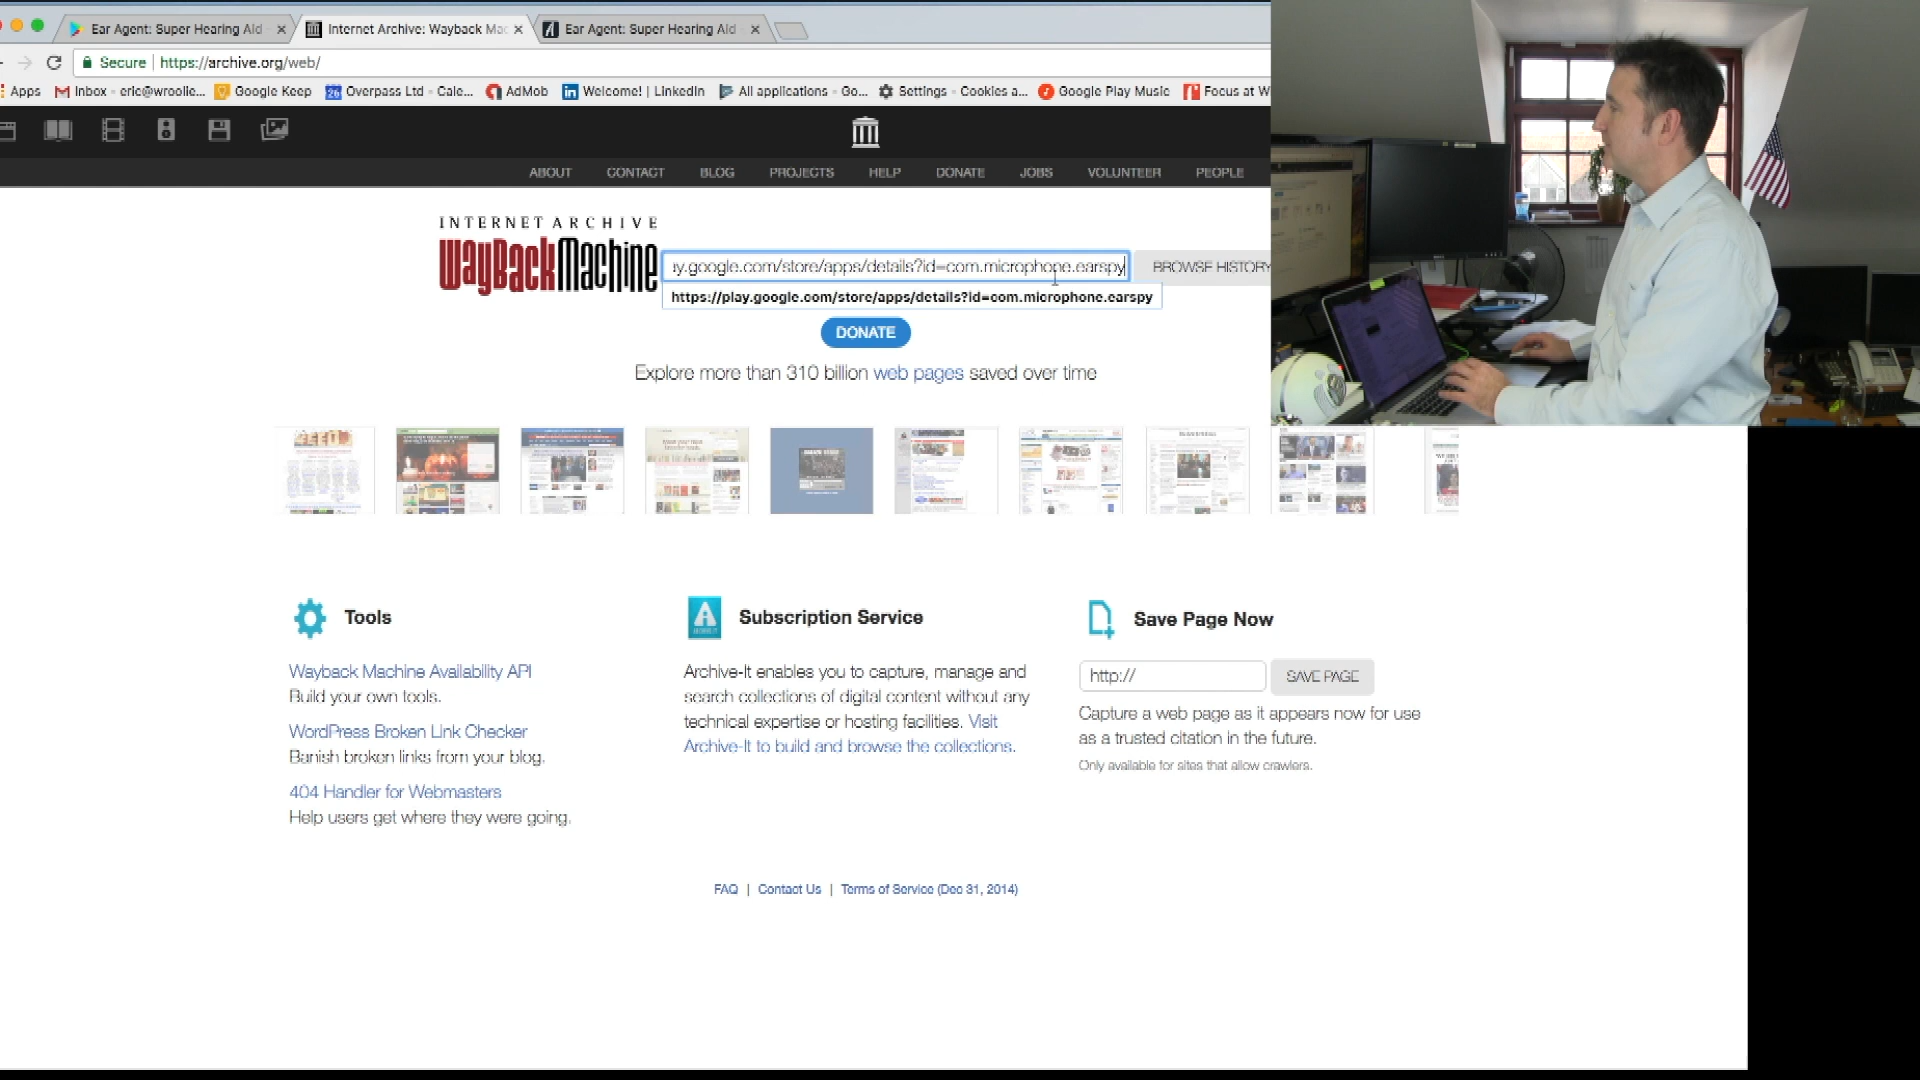 Ear Agent: Super Hearing Aid
Internet Archive: Wayback Mac
Ear Agent: Super Hearing Aid
Secure | https://archive.org/web/
Apps Inbox - eric@wroolie... Google Keep Overpass Ltd - Cale... AdMob Welcome! | LinkedIn All applications - Go... Settings - Cookies a... Google Play Music Focus at W
ABOUT CONTACT BLOG PROJECTS HELP DONATE JOBS VOLUNTEER PEOPLE
INTERNET ARCHIVE
WayBackMachine
y.google.com/store/apps/details?id=com.microphone.earspy
BROWSE HISTORY
https://play.google.com/store/apps/details?id=com.microphone.earspy
DONATE
Explore more than 310 billion web pages saved over time
Tools
Wayback Machine Availability API
Build your own tools.
WordPress Broken Link Checker
Banish broken links from your blog.
404 Handler for Webmasters
Help users get where they were going.
Subscription Service
Archive-It enables you to capture, manage and
search collections of digital content without any
technical expertise or hosting facilities. Visit
Archive-It to build and browse the collections.
Save Page Now
http://
SAVE PAGE
Capture a web page as it appears now for use
as a trusted citation in the future.
Only available for sites that allow crawlers.
FAQ | Contact Us | Terms of Service (Dec 31, 2014)